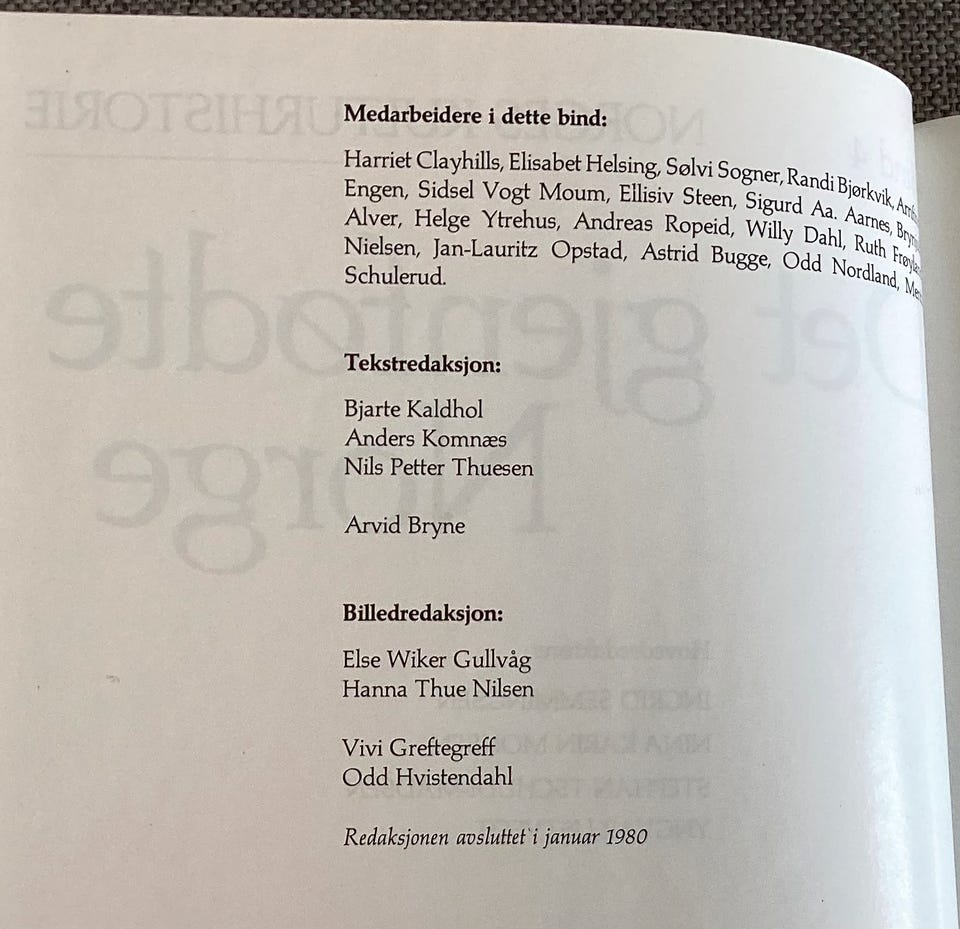 Medarbeidere i dette bind:
Harriet Clayhills, Elisabet Helsing, Sølvi Sogner, Randi Bjørkvik,
Engen, Sidsel Vogt Moum, Ellisiv Steen, Sigurd Aa. Aarnes,
Alver, Helge Ytrehus, Andreas Ropeid, Willy Dahl, Ruth
Nielsen, Jan-Lauritz Opstad, Astrid Bugge, Odd Nordland,
Schulerud.
Tekstredaksjon:
Bjarte Kaldhol
Anders Komnæs
Nils Petter Thuesen
Arvid Bryne
Billedredaksjon:
Else Wiker Gullvåg
Hanna Thue Nilsen
Vivi Greftegreff
Odd Hvistendahl
Redaksjonen avsluttet i januar 1980